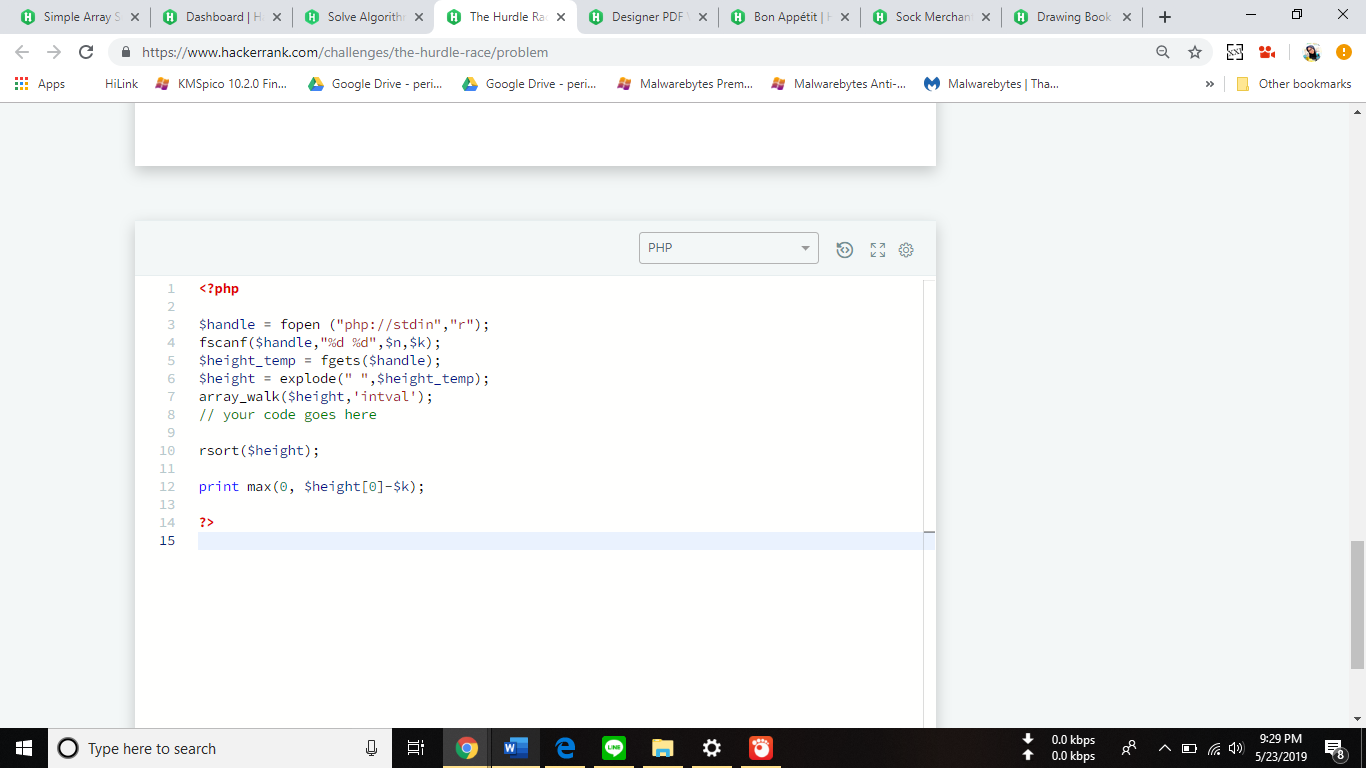 Simple Array S
Dashboard | H
Solve Algorith
The Hurdle Ra
Designer PDF V
Bon Appétit | H
Sock Merchan
Drawing Book
https://www.hackerrank.com/challenges/the-hurdle-race/problem
Apps
HiLink
KMSpico 10.2.0 Fin...
Google Drive - peri...
Google Drive - peri...
Malwarebytes Prem...
Malwarebytes Anti-...
Malwarebytes | Tha...
»
Other bookmarks
PHP
1 <?php
2
3 $handle = fopen ("php://stdin","r");
4 fscanf($handle,"%d %d",$n,$k);
5 $height_temp = fgets($handle);
6 $height = explode(" ",$height_temp);
7 array_walk($height,'intval');
8 // your code goes here
9
10 rsort($height);
11
12 print max(0, $height[0]-$k);
13
14 ?>
15
Type here to search
LINE
0.0 kbps
0.0 kbps
9:29 PM
5/23/2019
8